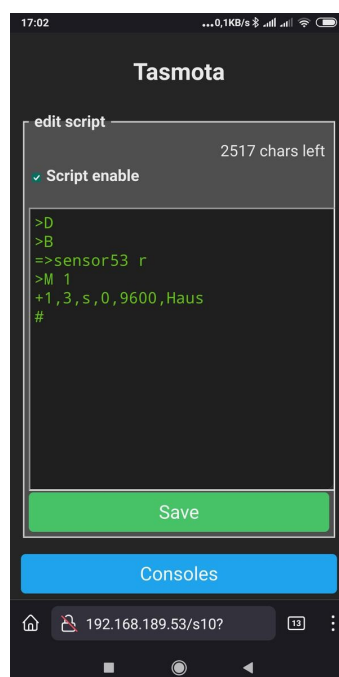 17:02
...0,1KB/s
Tasmota
edit script
2517 chars left
Script enable
>D
>B
=>sensor53 r
>M 1
+1,3,s,0,9600,Haus
#
Save
Consoles
192.168.189.53/s10?
13